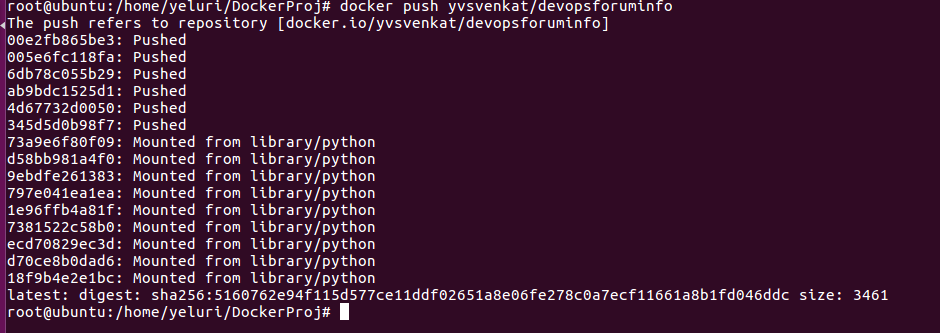 root@ubuntu:/home/yeluri/DockerProj# docker push yvsvenkat/devopsforuminfo
The push refers to repository [docker.io/yvsvenkat/devopsforuminfo]
00e2fb865be3: Pushed
005e6fc118fa: Pushed
6db78c055b29: Pushed
ab9bdc1525d1: Pushed
4d67732d0050: Pushed
345d5d0b98f7: Pushed
73a9e6f80f09: Mounted from library/python
d58bb981a4f0: Mounted from library/python
9ebdfe261383: Mounted from library/python
797e041ea1ea: Mounted from library/python
1e96ffb4a81f: Mounted from library/python
7381522c58b0: Mounted from library/python
ecd70829ec3d: Mounted from library/python
d70ce8b0dad6: Mounted from library/python
18f9b4e2e1bc: Mounted from library/python
latest: digest: sha256:5160762e94f115d577ce11ddf02651a8e06fe278c0a7ecf11661a8b1fd046ddc size: 3461
root@ubuntu:/home/yeluri/DockerProj#